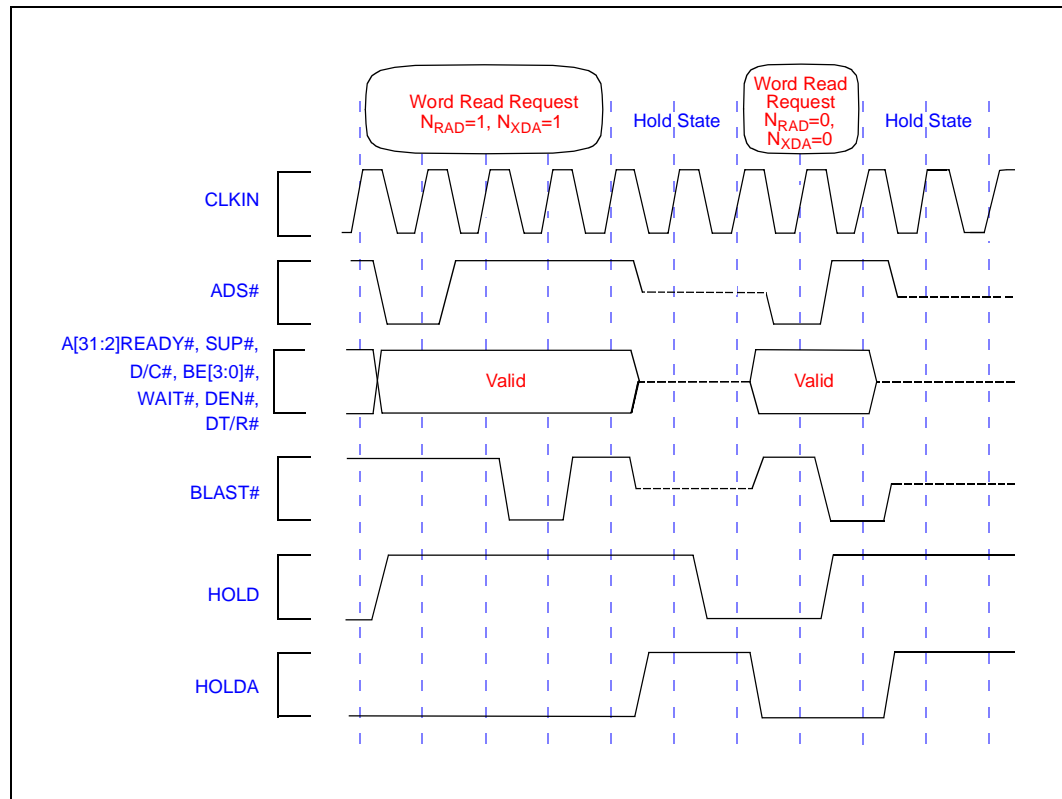 Word Read Request
NRAD=1, NXDA=1
Hold State
Word Read
Request
NRAD=0,
NXDA=0
Hold State
CLKIN
ADS#
A[31:2]READY#, SUP#,
D/C#, BE[3:0]#,
WAIT#, DEN#,
DT/R#
Valid
Valid
BLAST#
HOLD
HOLDA